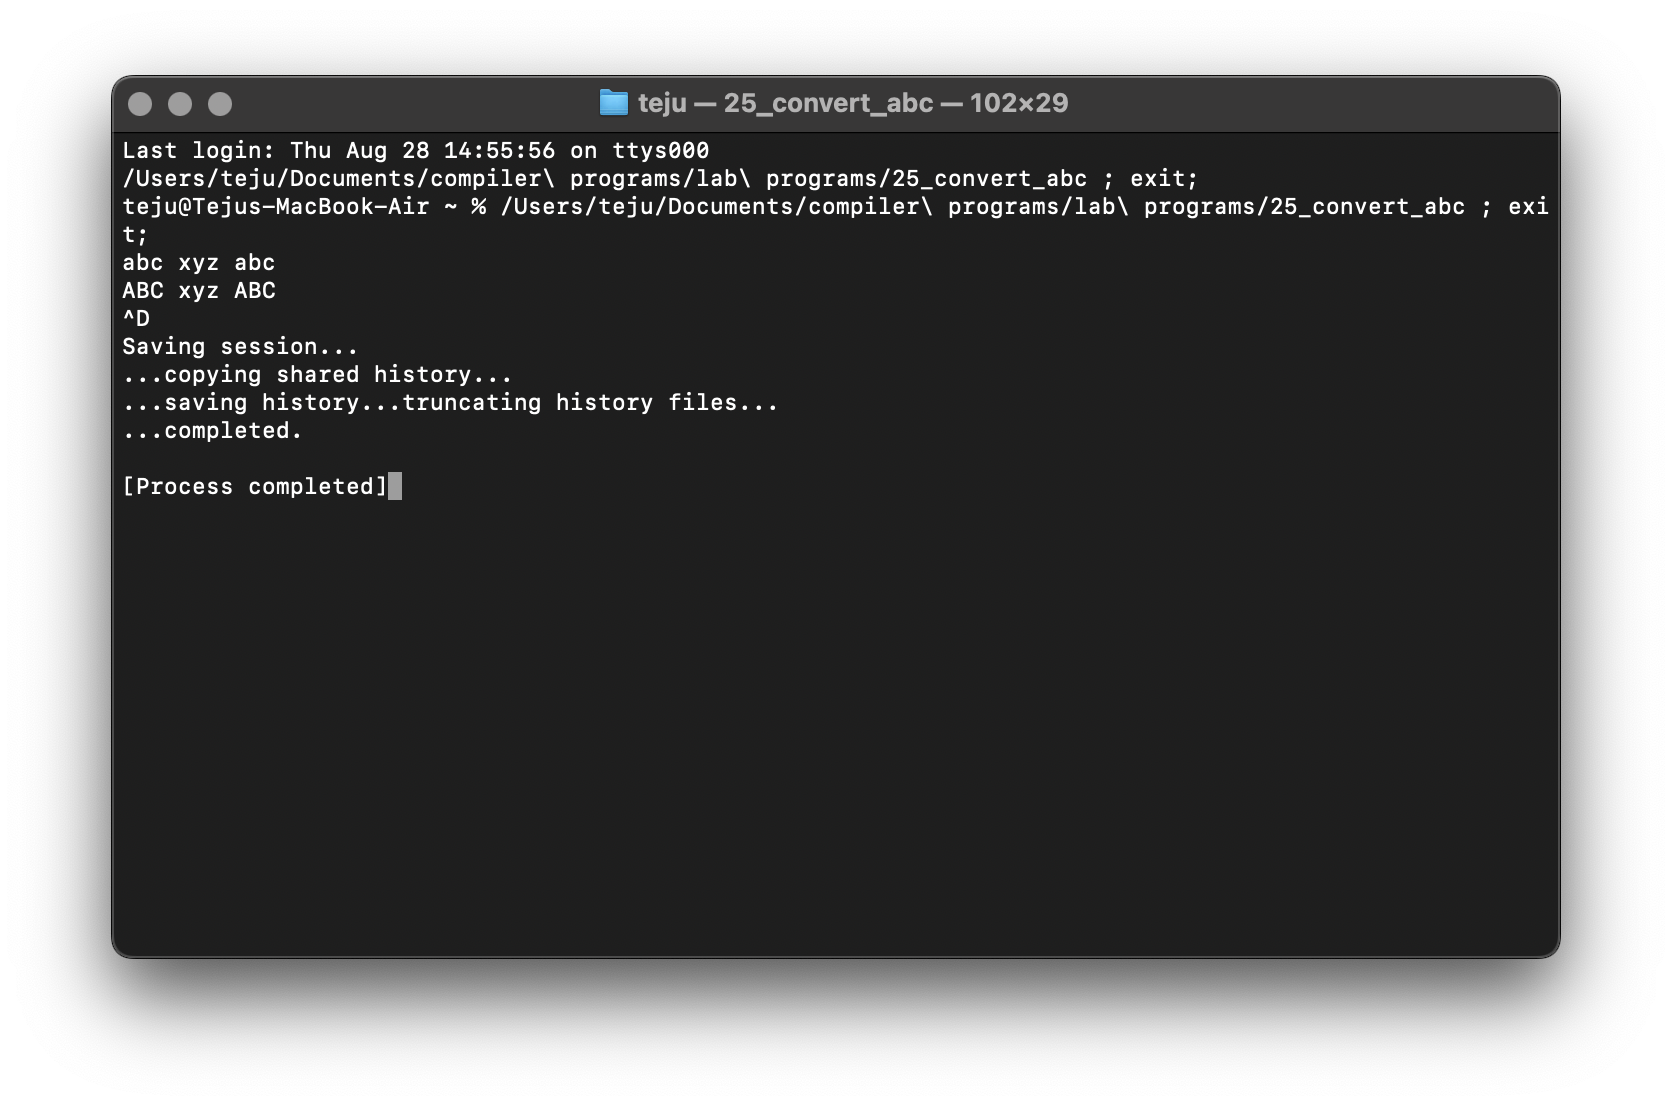 teju — 25_convert_abc — 102×29
Last login: Thu Aug 28 14:55:56 on ttys000
/Users/teju/Documents/compiler\ programs/lab\ programs/25_convert_abc ; exit;
teju@Tejus-MacBook-Air ~ % /Users/teju/Documents/compiler\ programs/lab\ programs/25_convert_abc ; exi
t;
abc xyz abc
ABC xyz ABC
^D
Saving session...
...copying shared history...
...saving history...truncating history files...
...completed.
[Process completed]